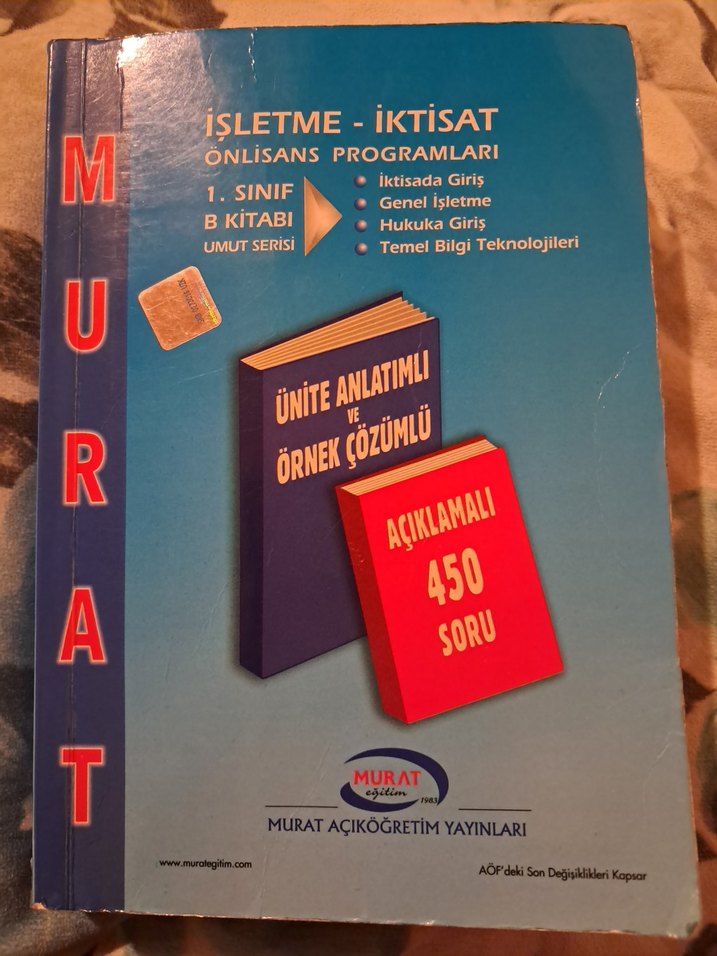 MURAT
İŞLETME - İKTİSAT
ÖNLİSANS PROGRAMLARI
1. SINIF
B KİTABI
UMUT SERİSİ
İktisada Giriş
Genel İşletme
Hukuka Giriş
Temel Bilgi Teknolojileri
ÜNİTE ANLATIMLI
VE
ÖRNEK ÇÖZÜMLÜ
AÇIKLAMALI
450
SORU
MURAT
eğitim
1983
MURAT AÇIKÖĞRETİM YAYINLARI
www.murategitim.com
AÖF'deki Son Değişiklikleri Kapsar